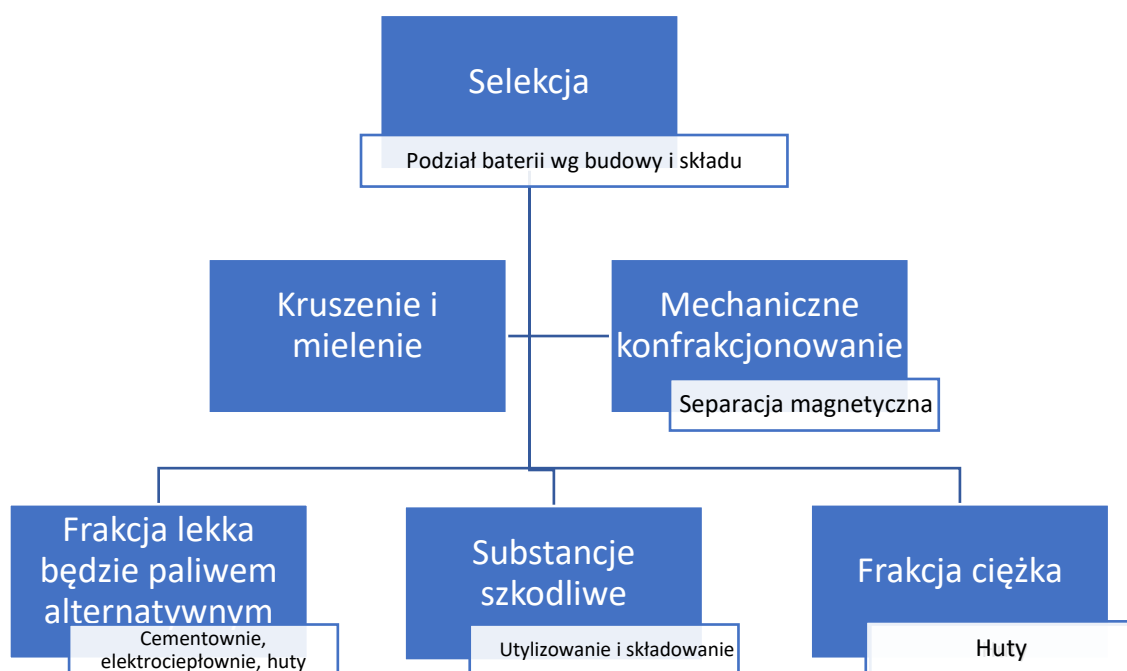 Selekcja
Podział baterii wg budowy i składu
Kruszenie i
mielenie
Mechaniczne
konfrakcjonowanie
Separacja magnetyczna
Frakcja lekka
będzie paliwem
alternatywnym
Cementownie,
elektrociepłownie, huty
Substancje
szkodliwe
Utylizowanie i składowanie
Frakcja ciężka
Huty